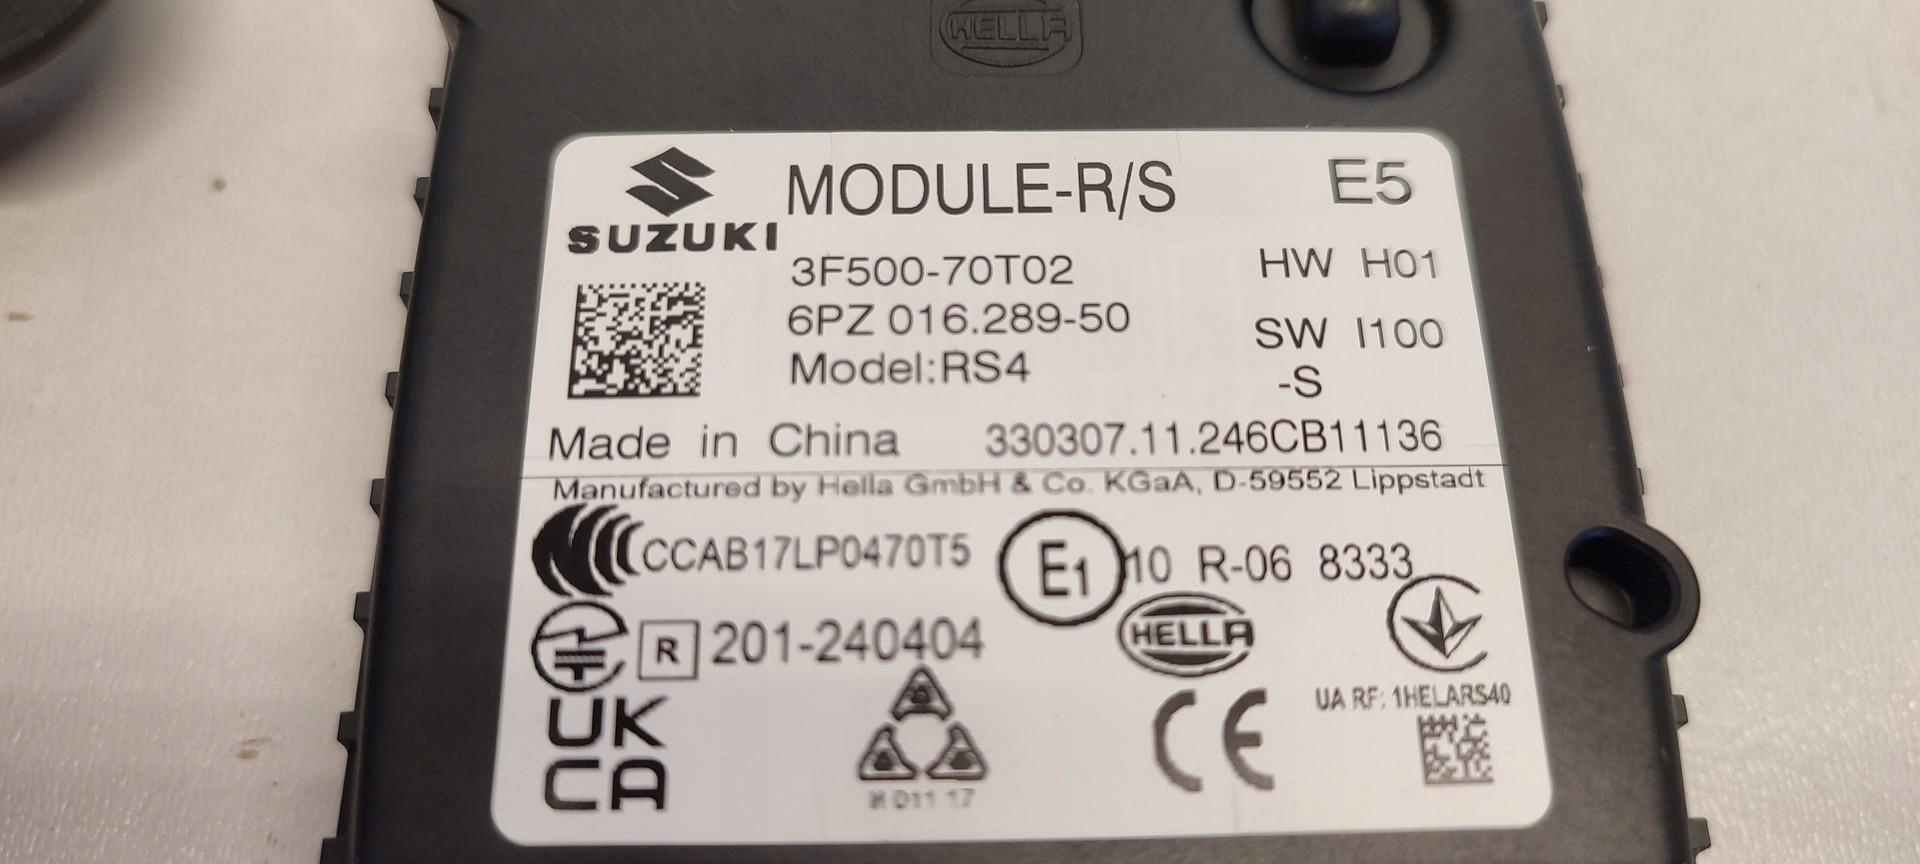 HELLA
MODULE-R/S E5
SUZUKI
3F500-70T02 HW H01
6PZ 016.289-50 SW I100
Model:RS4 -S
Made in China 330307.11.246CB11136
Manufactured by Hella GmbH & Co. KGaA, D-59552 Lippstadt
CCAB17LP0470T5 E1 10 R-06 8333
R 201-240404 HELLA
UK
CA
CE
UA RF: 1HELARS40
D11 17